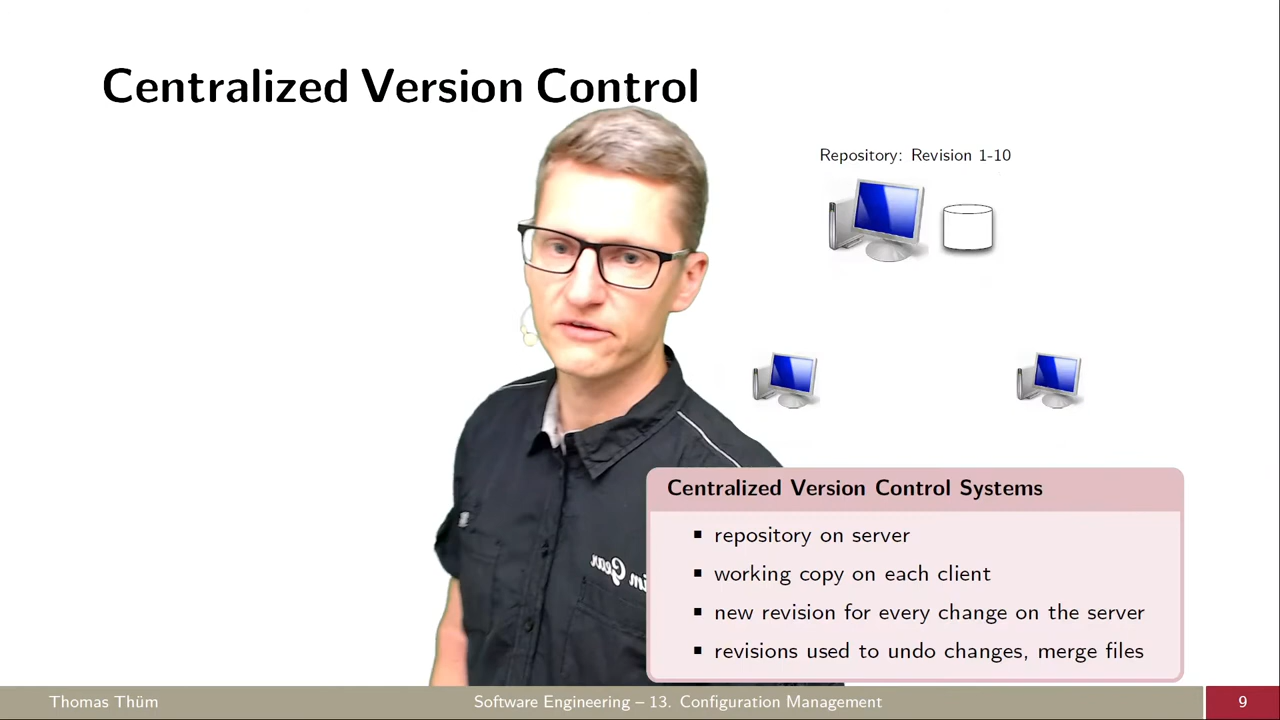 Centralized Version Control
Repository: Revision 1-10
Centralized Version Control Systems
repository on server
working copy on each client
new revision for every change on the server
revisions used to undo changes, merge files
Thomas Thüm
Software Engineering – 13. Configuration Management
9